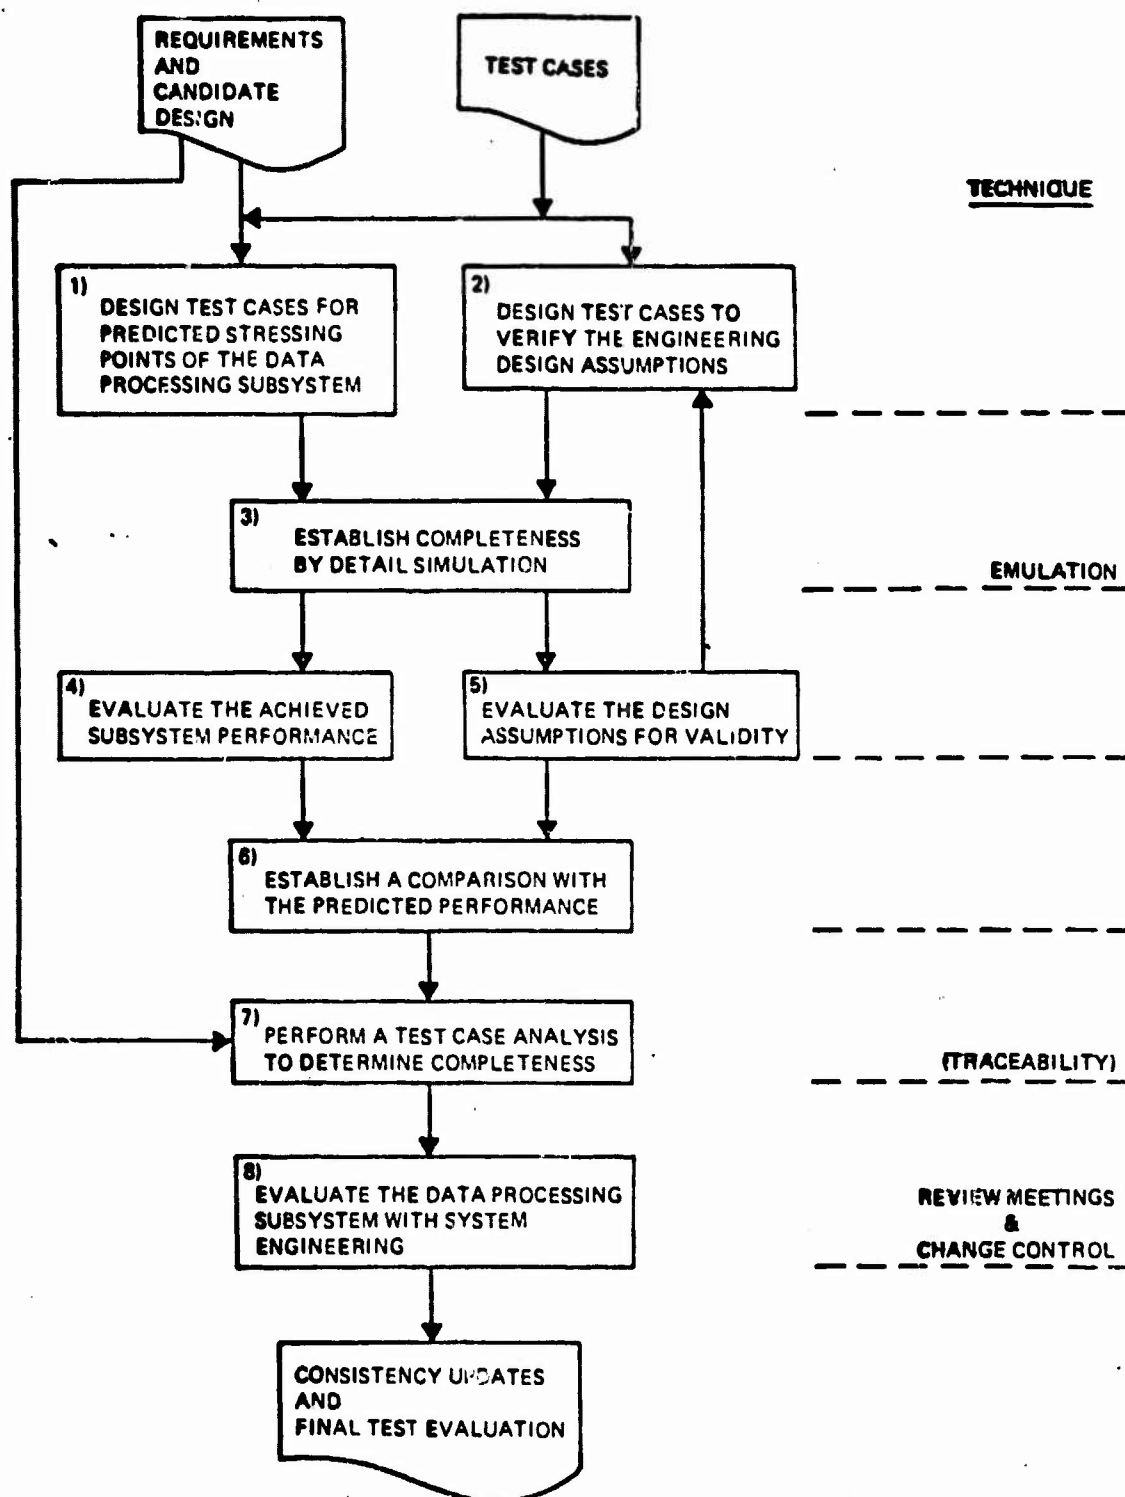 REQUIREMENTS
AND
CANDIDATE
DESIGN
TEST CASES
TECHNIQUE
1)
DESIGN TEST CASES FOR
PREDICTED STRESSING
POINTS OF THE DATA
PROCESSING SUBSYSTEM
2)
DESIGN TEST CASES TO
VERIFY THE ENGINEERING
DESIGN ASSUMPTIONS
3)
ESTABLISH COMPLETENESS
BY DETAIL SIMULATION
EMULATION
4)
EVALUATE THE ACHIEVED
SUBSYSTEM PERFORMANCE
5)
EVALUATE THE DESIGN
ASSUMPTIONS FOR VALIDITY
6)
ESTABLISH A COMPARISON WITH
THE PREDICTED PERFORMANCE
7)
PERFORM A TEST CASE ANALYSIS
TO DETERMINE COMPLETENESS
(TRACEABILITY)
8)
EVALUATE THE DATA PROCESSING
SUBSYSTEM WITH SYSTEM
ENGINEERING
REVIEW MEETINGS
&
CHANGE CONTROL
CONSISTENCY UPDATES
AND
FINAL TEST EVALUATION